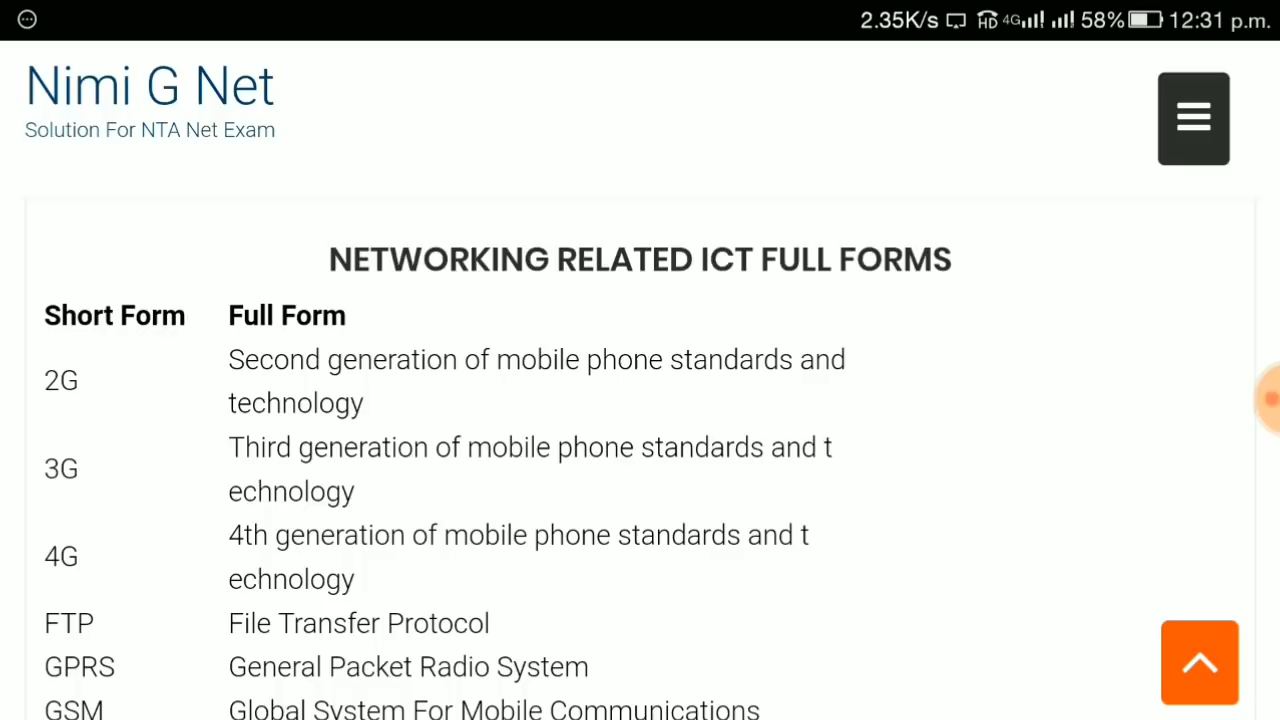 2.35K/s HD 4G 58% 12:31 p.m.
Nimi G Net
Solution For NTA Net Exam
NETWORKING RELATED ICT FULL FORMS
Short Form Full Form
2G Second generation of mobile phone standards and
technology
3G Third generation of mobile phone standards and t
echnology
4G 4th generation of mobile phone standards and t
echnology
FTP File Transfer Protocol
GPRS General Packet Radio System
GSM Global System For Mobile Communications